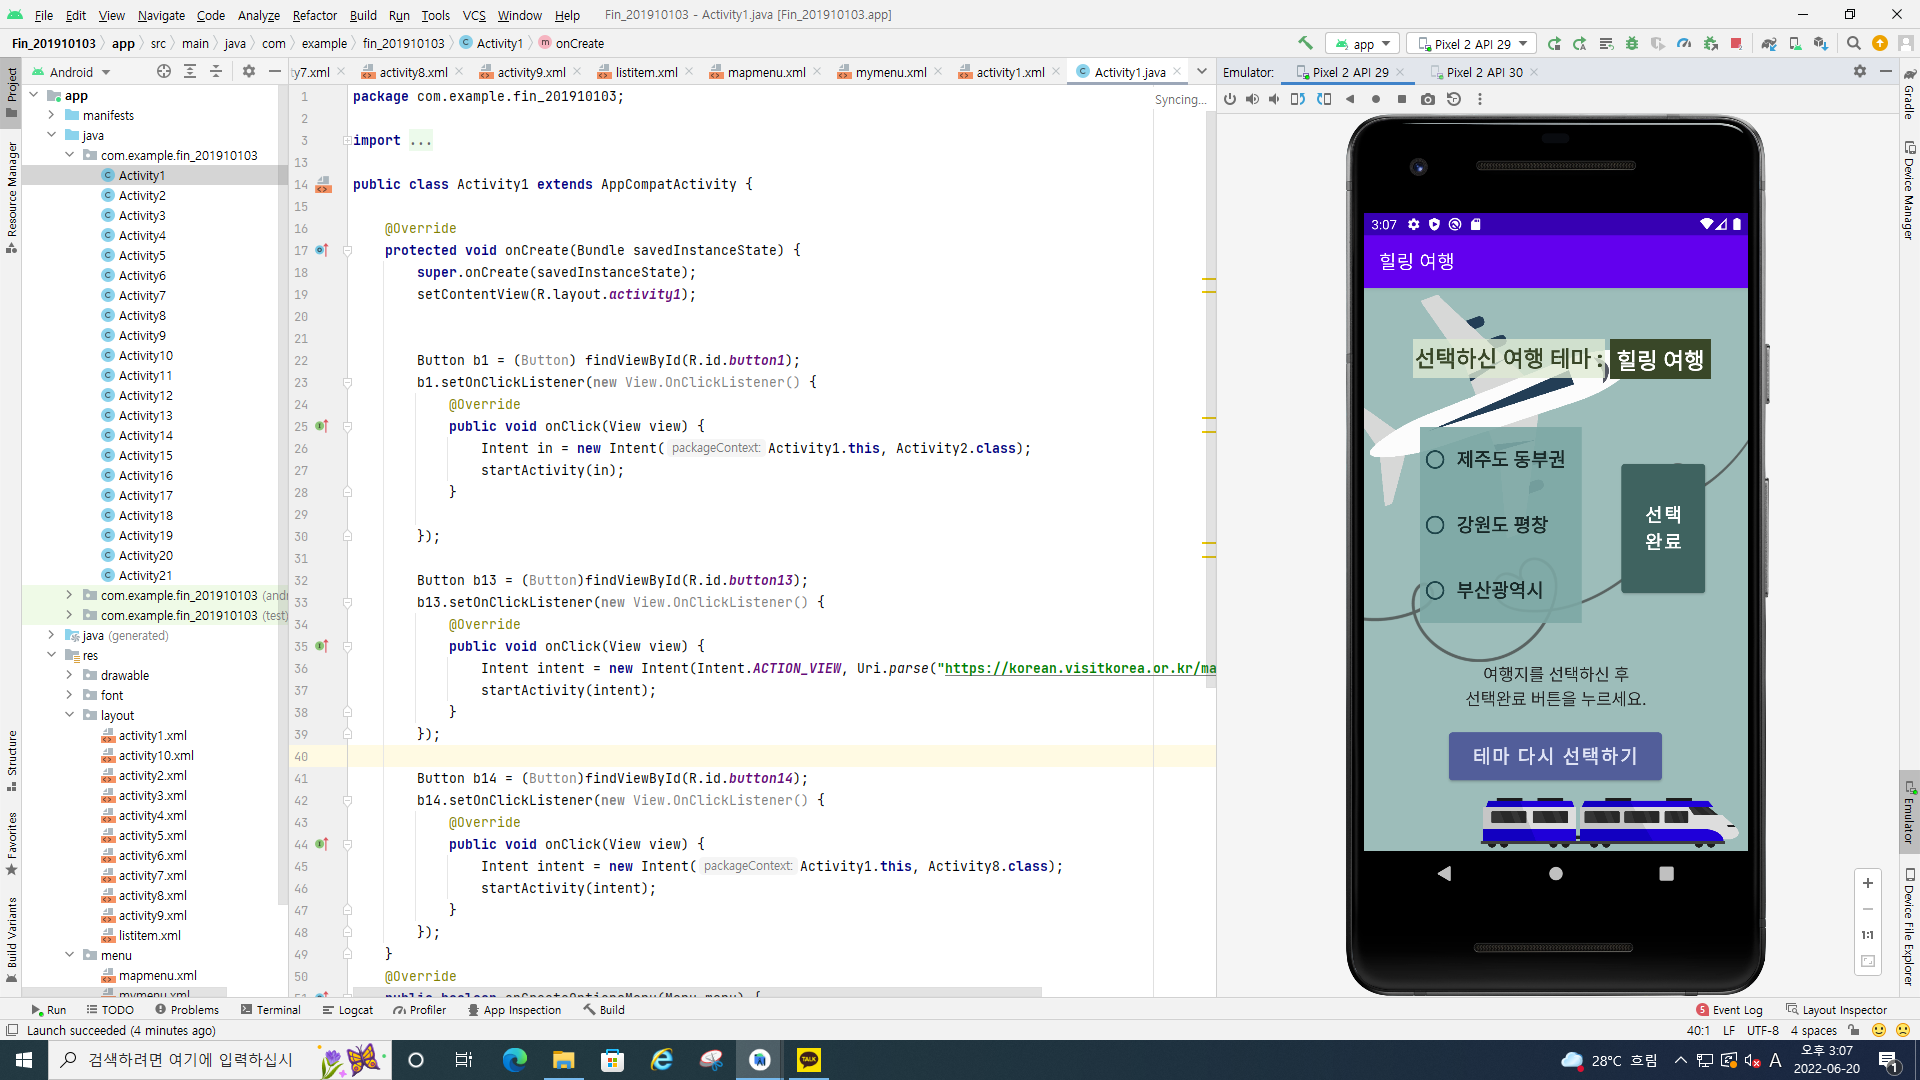 File Edit View Navigate Code Analyze Refactor Build Run Tools VCS Window Help Fin_201910103 - Activity1.java [Fin_201910103.app]
Fin_201910103 app src main java com example fin_201910103 Activity1 onCreate app Pixel 2 API 29
Android ty7.xml activity8.xml activity9.xml listitem.xml mapmenu.xml mymenu.xml activity1.xml Activity1.java Emulator: Pixel 2 API 29 Pixel 2 API 30
Project
Resource Manager
Structure
Favorites
Build Variants
app
manifests
java
com.example.fin_201910103
Activity1
Activity2
Activity3
Activity4
Activity5
Activity6
Activity7
Activity8
Activity9
Activity10
Activity11
Activity12
Activity13
Activity14
Activity15
Activity16
Activity17
Activity18
Activity19
Activity20
Activity21
com.example.fin_201910103 (andr
com.example.fin_201910103 (test)
java (generated)
res
drawable
font
layout
activity1.xml
activity10.xml
activity2.xml
activity3.xml
activity4.xml
activity5.xml
activity6.xml
activity7.xml
activity8.xml
activity9.xml
listitem.xml
menu
mapmenu.xml
mymenu.xml
Syncing...
1 package com.example.fin_201910103;
2
3 import ...
13
14 public class Activity1 extends AppCompatActivity {
15
16 @Override
17 protected void onCreate(Bundle savedInstanceState) {
18 super.onCreate(savedInstanceState);
19 setContentView(R.layout.activity1);
20
21
22 Button b1 = (Button) findViewById(R.id.button1);
23 b1.setOnClickListener(new View.OnClickListener() {
24 @Override
25 public void onClick(View view) {
26 Intent in = new Intent( packageContext: Activity1.this, Activity2.class);
27 startActivity(in);
28 }
29
30 });
31
32 Button b13 = (Button)findViewById(R.id.button13);
33 b13.setOnClickListener(new View.OnClickListener() {
34 @Override
35 public void onClick(View view) {
36 Intent intent = new Intent(Intent.ACTION_VIEW, Uri.parse("https://korean.visitkorea.or.kr/ma
37 startActivity(intent);
38 }
39 });
40
41 Button b14 = (Button)findViewById(R.id.button14);
42 b14.setOnClickListener(new View.OnClickListener() {
43 @Override
44 public void onClick(View view) {
45 Intent intent = new Intent( packageContext: Activity1.this, Activity8.class);
46 startActivity(intent);
47 }
48 });
49 }
50 @Override
51 public boolean onCreateOptionsMenu(Menu menu) {
3:07
힐링 여행
선택하신 여행 테마 : 힐링 여행
제주도 동부권
강원도 평창
부산광역시
선택
완료
여행지를 선택하신 후
선택완료 버튼을 누르세요.
테마 다시 선택하기
1:1
Gradle
Device Manager
Emulator
Device File Explorer
Run TODO Problems Terminal Logcat Profiler App Inspection Build 5 Event Log Layout Inspector
Launch succeeded (4 minutes ago) 40:1 LF UTF-8 4 spaces
검색하려면 여기에 입력하십시 TALK 28°C 흐림 A 오후 3:07
2022-06-20 1